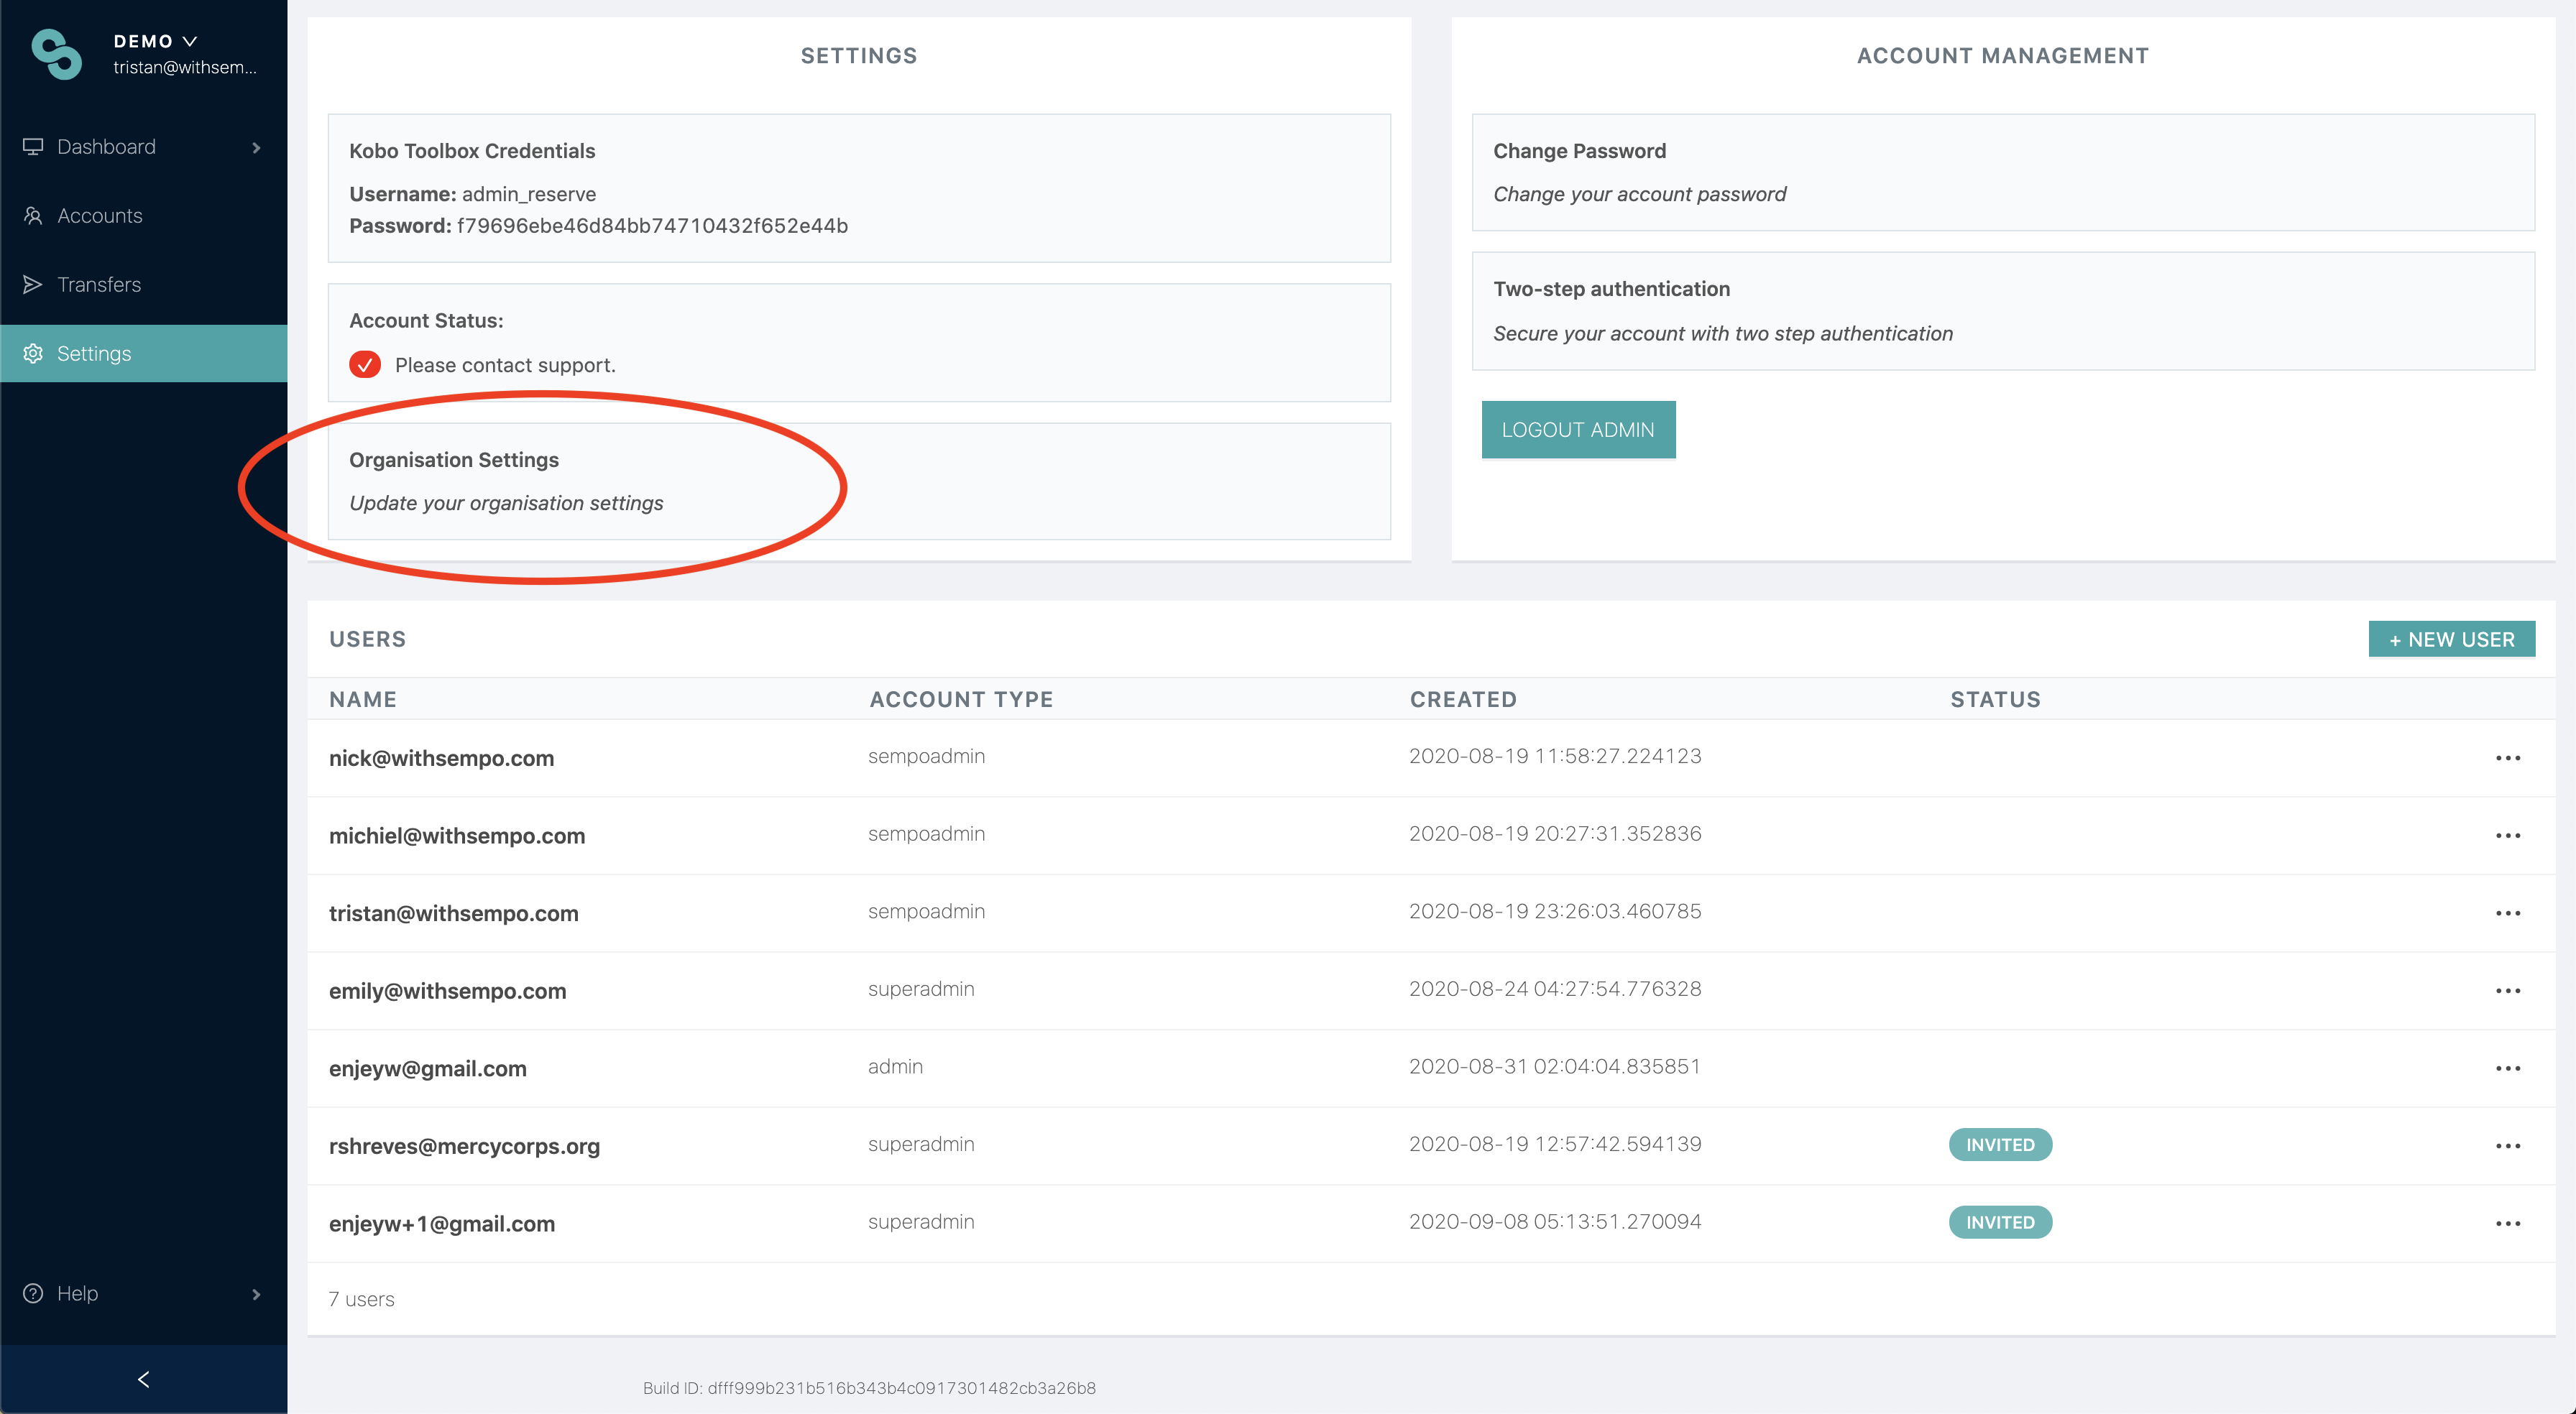 DEMO
tristan@withsem...
Dashboard
Accounts
Transfers
Settings
Help
SETTINGS
Kobo Toolbox Credentials
Username: admin_reserve
Password: f79696ebe46d84bb74710432f652e44b
Account Status:
Please contact support.
Organisation Settings
Update your organisation settings
ACCOUNT MANAGEMENT
Change Password
Change your account password
Two-step authentication
Secure your account with two step authentication
LOGOUT ADMIN
USERS
+ NEW USER
NAME ACCOUNT TYPE CREATED STATUS
nick@withsempo.com sempoadmin 2020-08-19 11:58:27.224123
michiel@withsempo.com sempoadmin 2020-08-19 20:27:31.352836
tristan@withsempo.com sempoadmin 2020-08-19 23:26:03.460785
emily@withsempo.com superadmin 2020-08-24 04:27:54.776328
enjeyw@gmail.com admin 2020-08-31 02:04:04.835851
rshreves@mercycorps.org superadmin 2020-08-19 12:57:42.594139 INVITED
enjeyw+1@gmail.com superadmin 2020-09-08 05:13:51.270094 INVITED
7 users
Build ID: dfff999b231b516b343b4c0917301482cb3a26b8